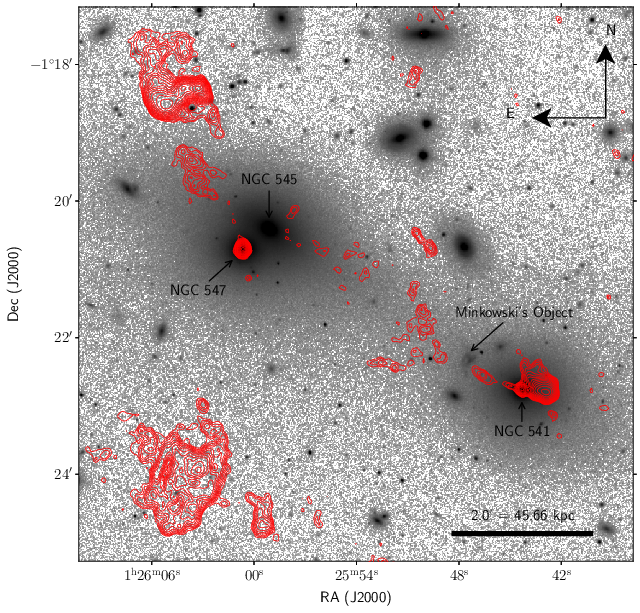 N
−1°18′
E
20′
NGC 545
Dec (J2000)
NGC 547
Minkowski's Object
22′
NGC 541
24′
2.0′ = 45.66 kpc
1ʰ26ᵐ06ˢ 00ˢ 25ᵐ54ˢ 48ˢ 42ˢ
RA (J2000)